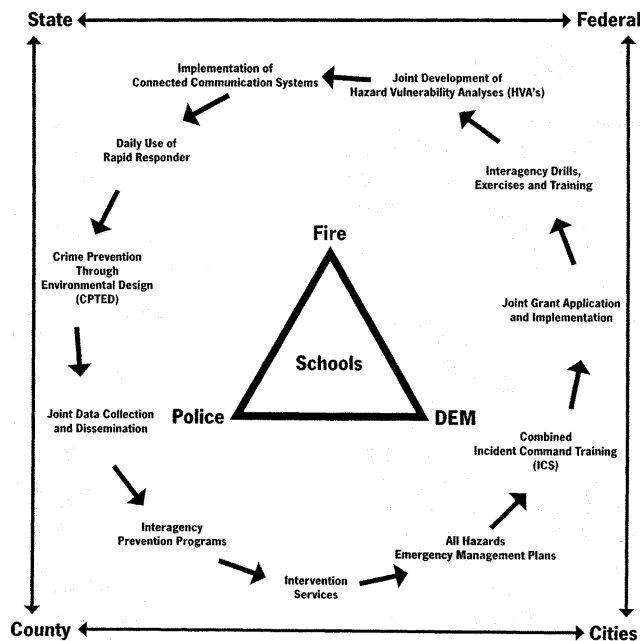 State
Federal
Implementation of
Connected Communication Systems
Joint Development of
Hazard Vulnerability Analyses (HVA's)
Daily Use of
Rapid Responder
Interagency Drills,
Exercises and Training
Crime Prevention
Through
Environmental Design
(CPTED)
Fire
Schools
Police
DEM
Joint Grant Application
and Implementation
Joint Data Collection
and Dissemination
Combined
Incident Command Training
(ICS)
Interagency
Prevention Programs
All Hazards
Emergency Management Plans
Intervention
Services
County
Cities